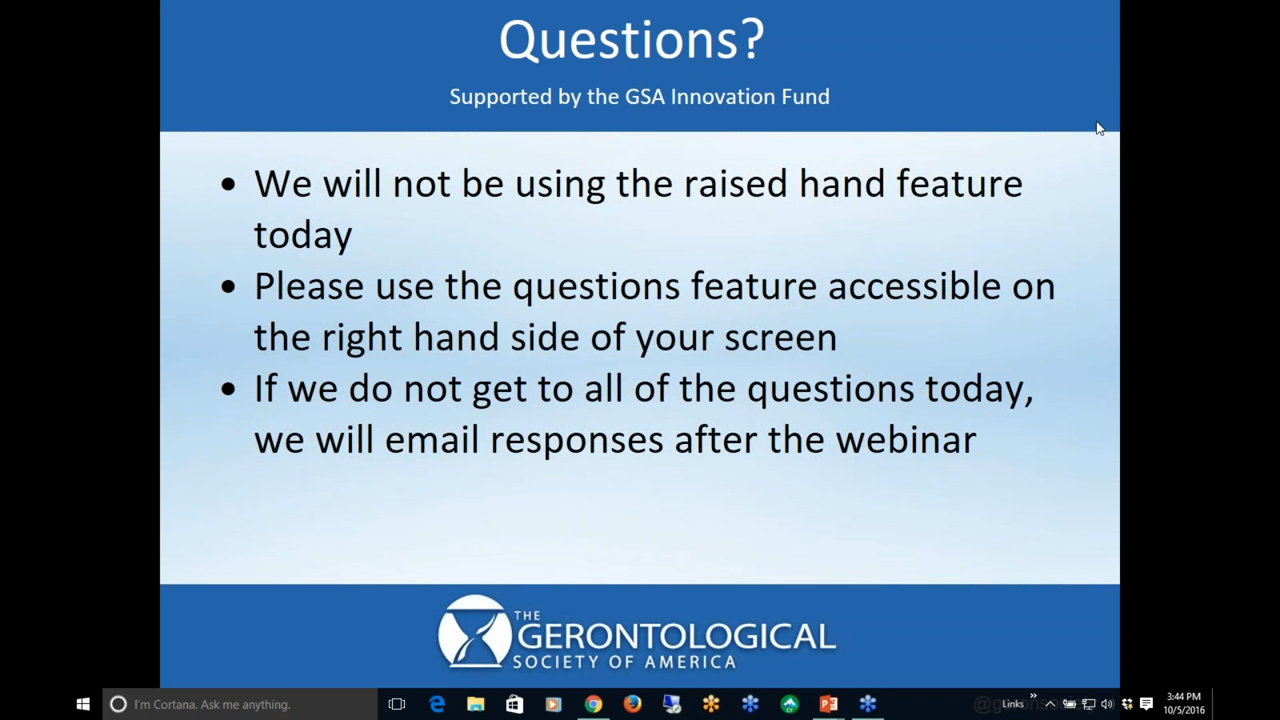 Questions?
Supported by the GSA Innovation Fund
• We will not be using the raised hand feature
today
• Please use the questions feature accessible on
the right hand side of your screen
• If we do not get to all of the questions today,
we will email responses after the webinar
THE
GERONTOLOGICAL
SOCIETY OF AMERICA
I'm Cortana. Ask me anything.
Links
3:44 PM
10/5/2016